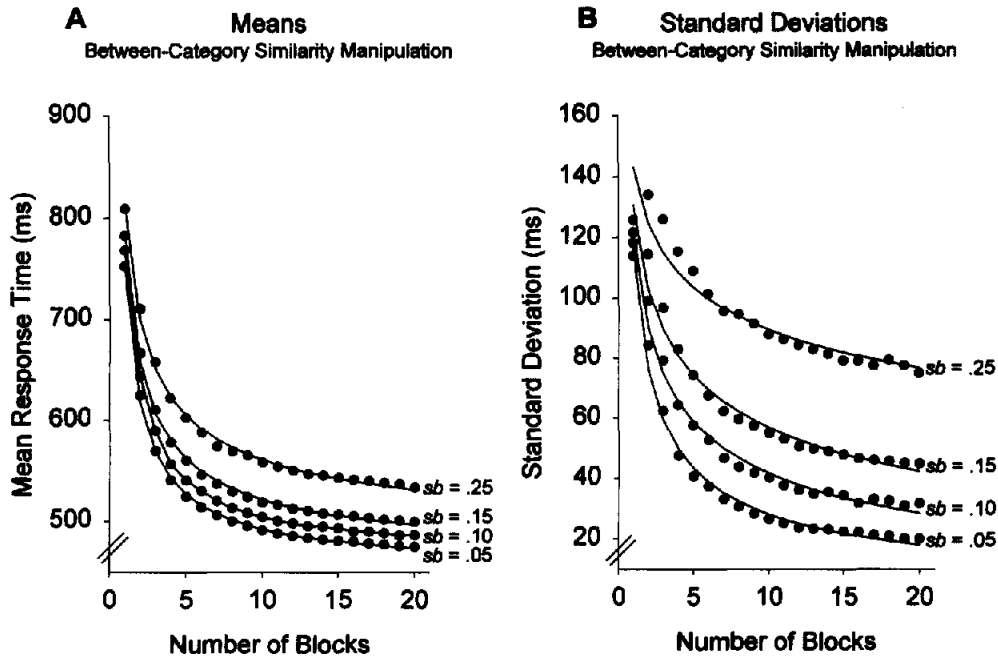 A
Means
Between-Category Similarity Manipulation
900
800
700
600
500
Mean Response Time (ms)
sb = .25
sb = .15
sb = .10
sb = .05
0 5 10 15 20
Number of Blocks
B
Standard Deviations
Between-Category Similarity Manipulation
160
140
120
100
80
60
40
20
Standard Deviation (ms)
sb = .25
sb = .15
sb = .10
sb = .05
0 5 10 15 20
Number of Blocks